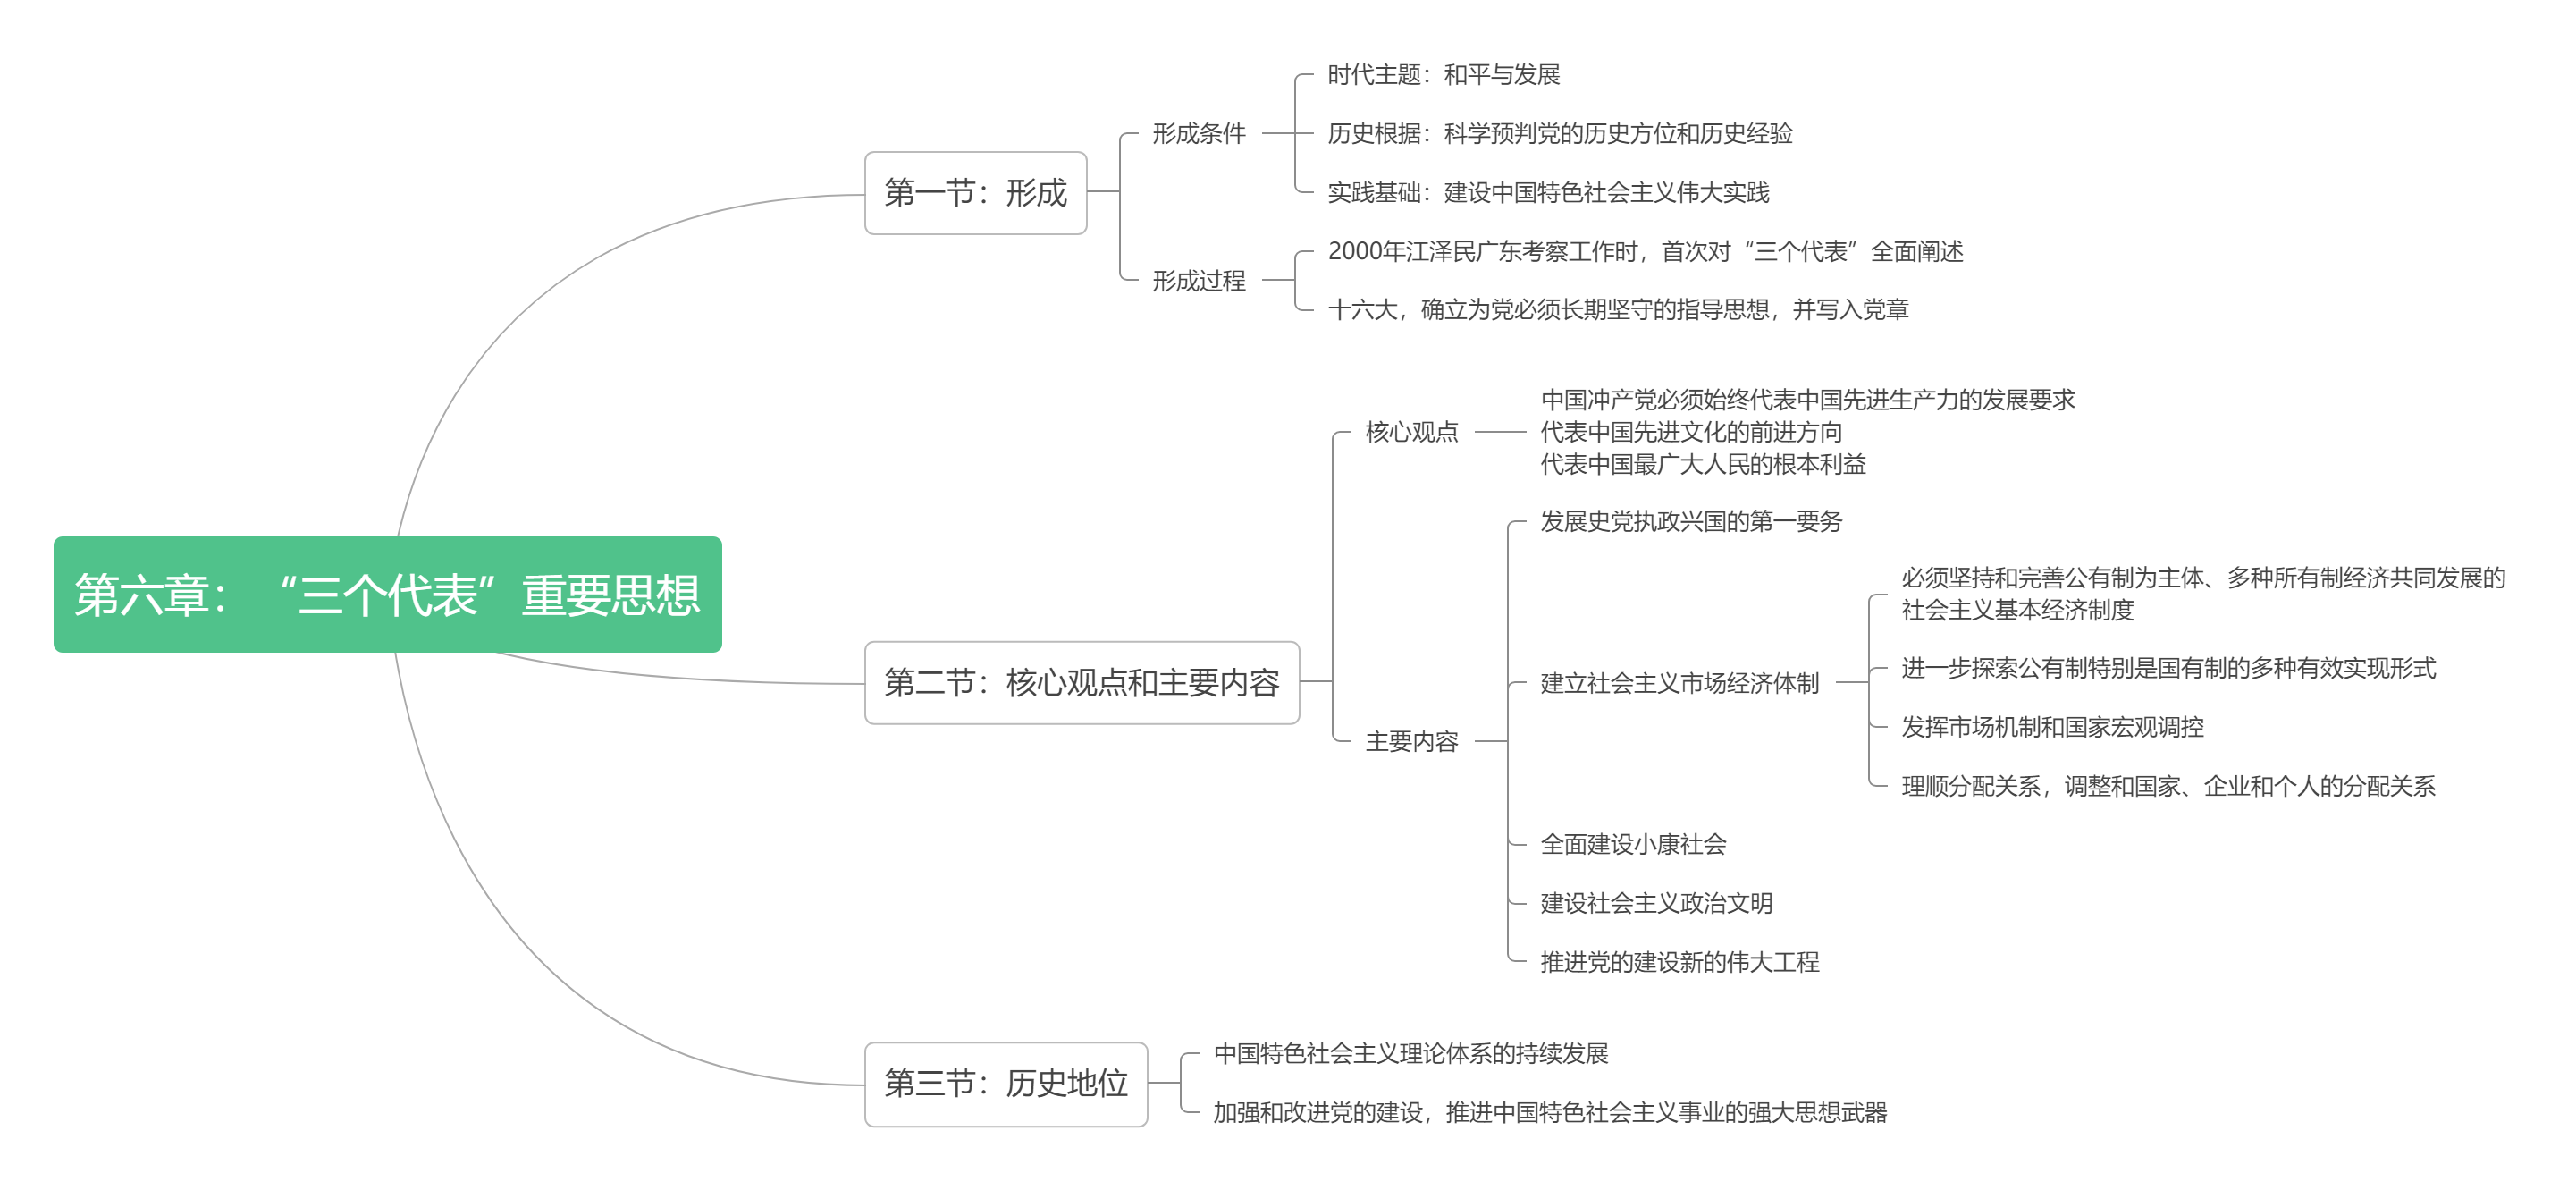 第六章：“三个代表”重要思想
第一节：形成
形成条件
时代主题：和平与发展
历史根据：科学预判党的历史方位和历史经验
实践基础：建设中国特色社会主义伟大实践
形成过程
2000年江泽民广东考察工作时，首次对“三个代表”全面阐述
十六大，确立为党必须长期坚守的指导思想，并写入党章
第二节：核心观点和主要内容
核心观点
中国冲产党必须始终代表中国先进生产力的发展要求
代表中国先进文化的前进方向
代表中国最广大人民的根本利益
主要内容
发展史党执政兴国的第一要务
建立社会主义市场经济体制
必须坚持和完善公有制为主体、多种所有制经济共同发展的
社会主义基本经济制度
进一步探索公有制特别是国有制的多种有效实现形式
发挥市场机制和国家宏观调控
理顺分配关系，调整和国家、企业和个人的分配关系
全面建设小康社会
建设社会主义政治文明
推进党的建设新的伟大工程
第三节：历史地位
中国特色社会主义理论体系的持续发展
加强和改进党的建设，推进中国特色社会主义事业的强大思想武器